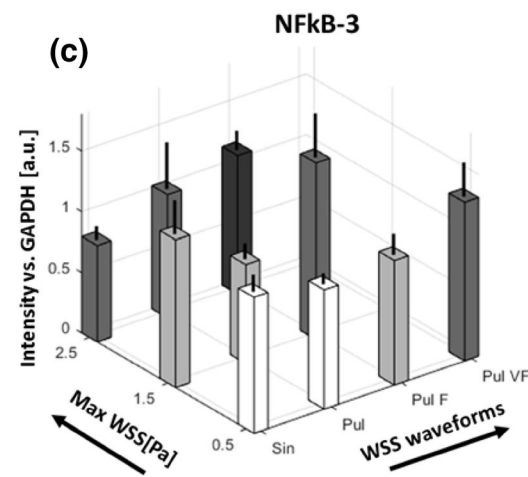 NFkB-3
(c)
Intensity vs. GAPDH [a.u.]
1.5
1
0.5
0
2.5
1.5
0.5
Max WSS[Pa]
Sin
Pul
Pul F
Pul VF
WSS waveforms